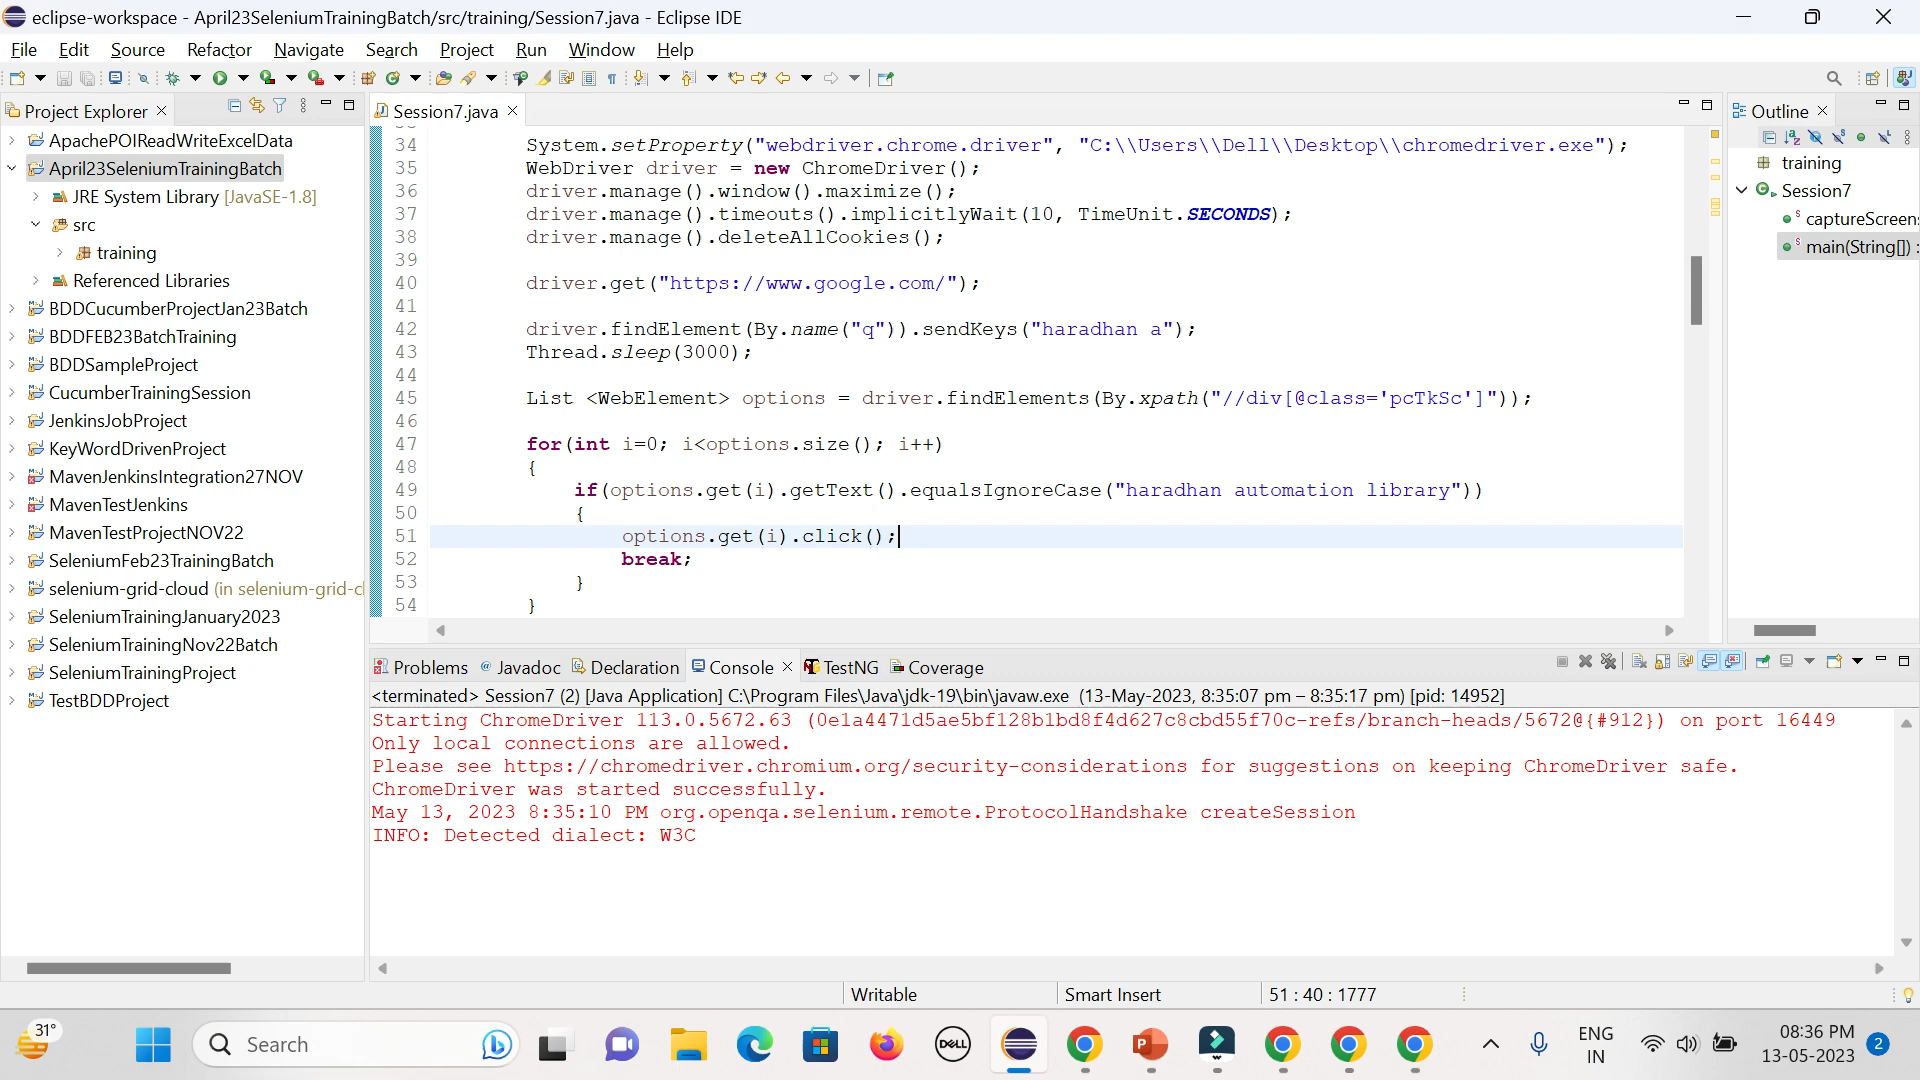 eclipse-workspace - April23SeleniumTrainingBatch/src/training/Session7.java - Eclipse IDE
File Edit Source Refactor Navigate Search Project Run Window Help
Project Explorer
ApachePOIReadWriteExcelData
April23SeleniumTrainingBatch
JRE System Library [JavaSE-1.8]
src
training
Referenced Libraries
BDDCucumberProjectJan23Batch
BDDFEB23BatchTraining
BDDSampleProject
CucumberTrainingSession
JenkinsJobProject
KeyWordDrivenProject
MavenJenkinsIntegration27NOV
MavenTestJenkins
MavenTestProjectNOV22
SeleniumFeb23TrainingBatch
selenium-grid-cloud (in selenium-grid-cl
SeleniumTrainingJanuary2023
SeleniumTrainingNov22Batch
SeleniumTrainingProject
TestBDDProject
Session7.java
34 System.setProperty("webdriver.chrome.driver", "C:\\Users\\Dell\\Desktop\\chromedriver.exe");
35 WebDriver driver = new ChromeDriver();
36 driver.manage().window().maximize();
37 driver.manage().timeouts().implicitlyWait(10, TimeUnit.SECONDS);
38 driver.manage().deleteAllCookies();
39
40 driver.get("https://www.google.com/");
41
42 driver.findElement(By.name("q")).sendKeys("haradhan a");
43 Thread.sleep(3000);
44
45 List <WebElement> options = driver.findElements(By.xpath("//div[@class='pcTkSc']"));
46
47 for(int i=0; i<options.size(); i++)
48 {
49 if(options.get(i).getText().equalsIgnoreCase("haradhan automation library"))
50 {
51 options.get(i).click();
52 break;
53 }
54 }
Outline
training
Session7
captureScreens
main(String[]) :
Problems Javadoc Declaration Console TestNG Coverage
<terminated> Session7 (2) [Java Application] C:\Program Files\Java\jdk-19\bin\javaw.exe (13-May-2023, 8:35:07 pm – 8:35:17 pm) [pid: 14952]
Starting ChromeDriver 113.0.5672.63 (0e1a4471d5ae5bf128b1bd8f4d627c8cbd55f70c-refs/branch-heads/5672@{#912}) on port 16449
Only local connections are allowed.
Please see https://chromedriver.chromium.org/security-considerations for suggestions on keeping ChromeDriver safe.
ChromeDriver was started successfully.
May 13, 2023 8:35:10 PM org.openqa.selenium.remote.ProtocolHandshake createSession
INFO: Detected dialect: W3C
Writable Smart Insert 51 : 40 : 1777
31° Search DELL ENG IN 08:36 PM 13-05-2023 2